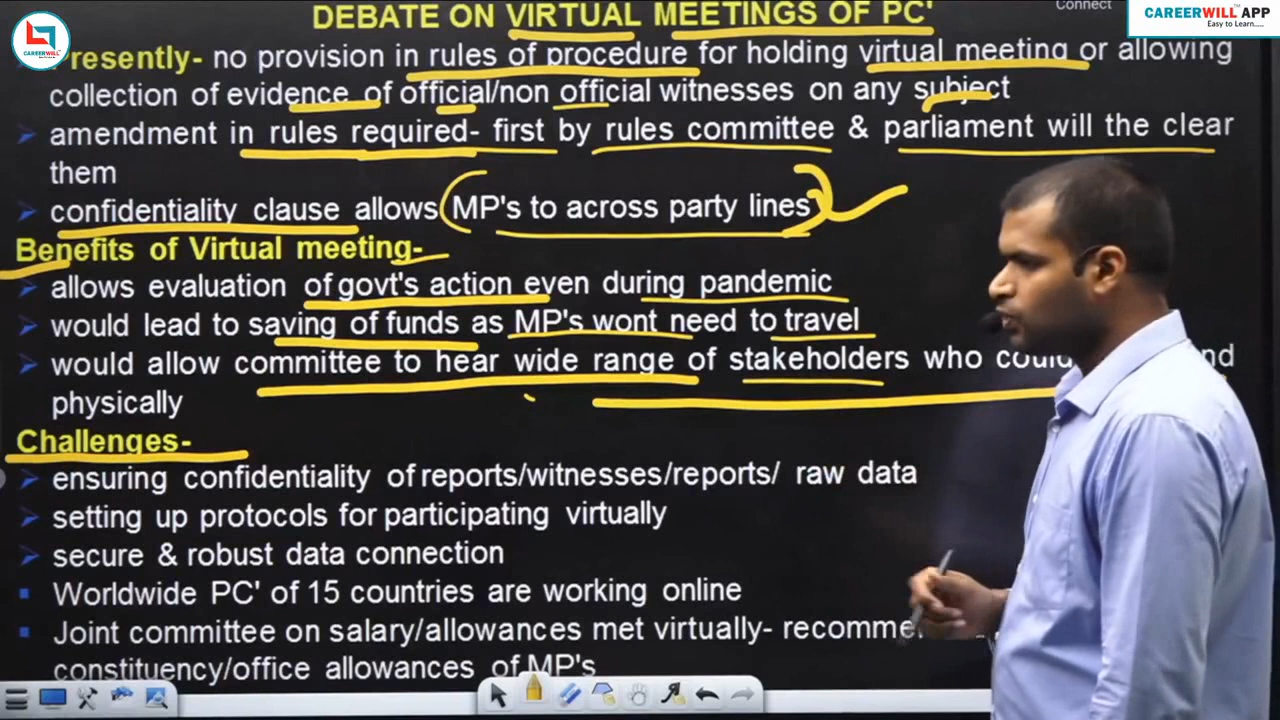 Connect
CAREERWILL APP
Easy to Learn.....
CAREERWILL
DEBATE ON VIRTUAL MEETINGS OF PC'
Presently- no provision in rules of procedure for holding virtual meeting or allowing
collection of evidence of official/non official witnesses on any subject
amendment in rules required- first by rules committee & parliament will the clear
them
confidentiality clause allows MP's to across party lines
Benefits of Virtual meeting-
allows evaluation of govt's action even during pandemic
would lead to saving of funds as MP's wont need to travel
would allow committee to hear wide range of stakeholders who
physically
Challenges-
ensuring confidentiality of reports/witnesses/reports/ raw data
setting up protocols for participating virtually
secure & robust data connection
Worldwide PC' of 15 countries are working online
Joint committee on salary/allowances met virtually-
constituency/office allowances of MP's